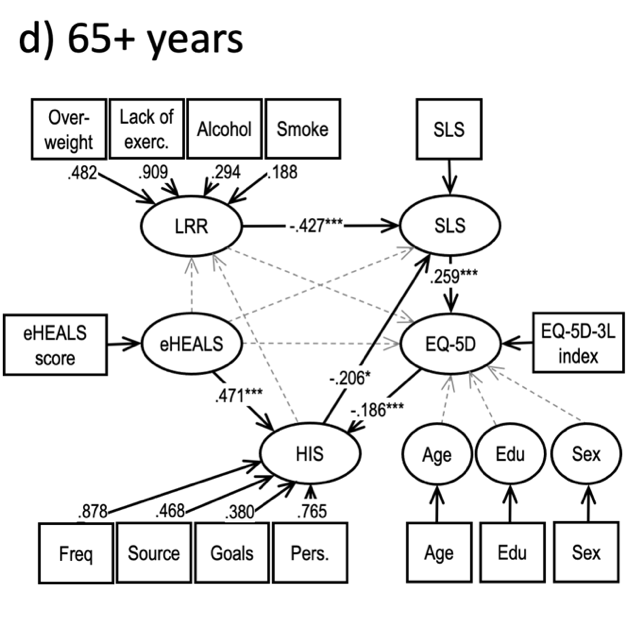 d) 65+ years
Over-
weight
Lack of
exerc.
Alcohol
Smoke
SLS
.482
.909
.294
.188
LRR
-.427***
SLS
.259***
eHEALS
score
eHEALS
EQ-5D
EQ-5D-3L
index
.471***
-.206*
-.186***
HIS
Age
Edu
Sex
.878
.468
.380
.765
Freq
Source
Goals
Pers.
Age
Edu
Sex